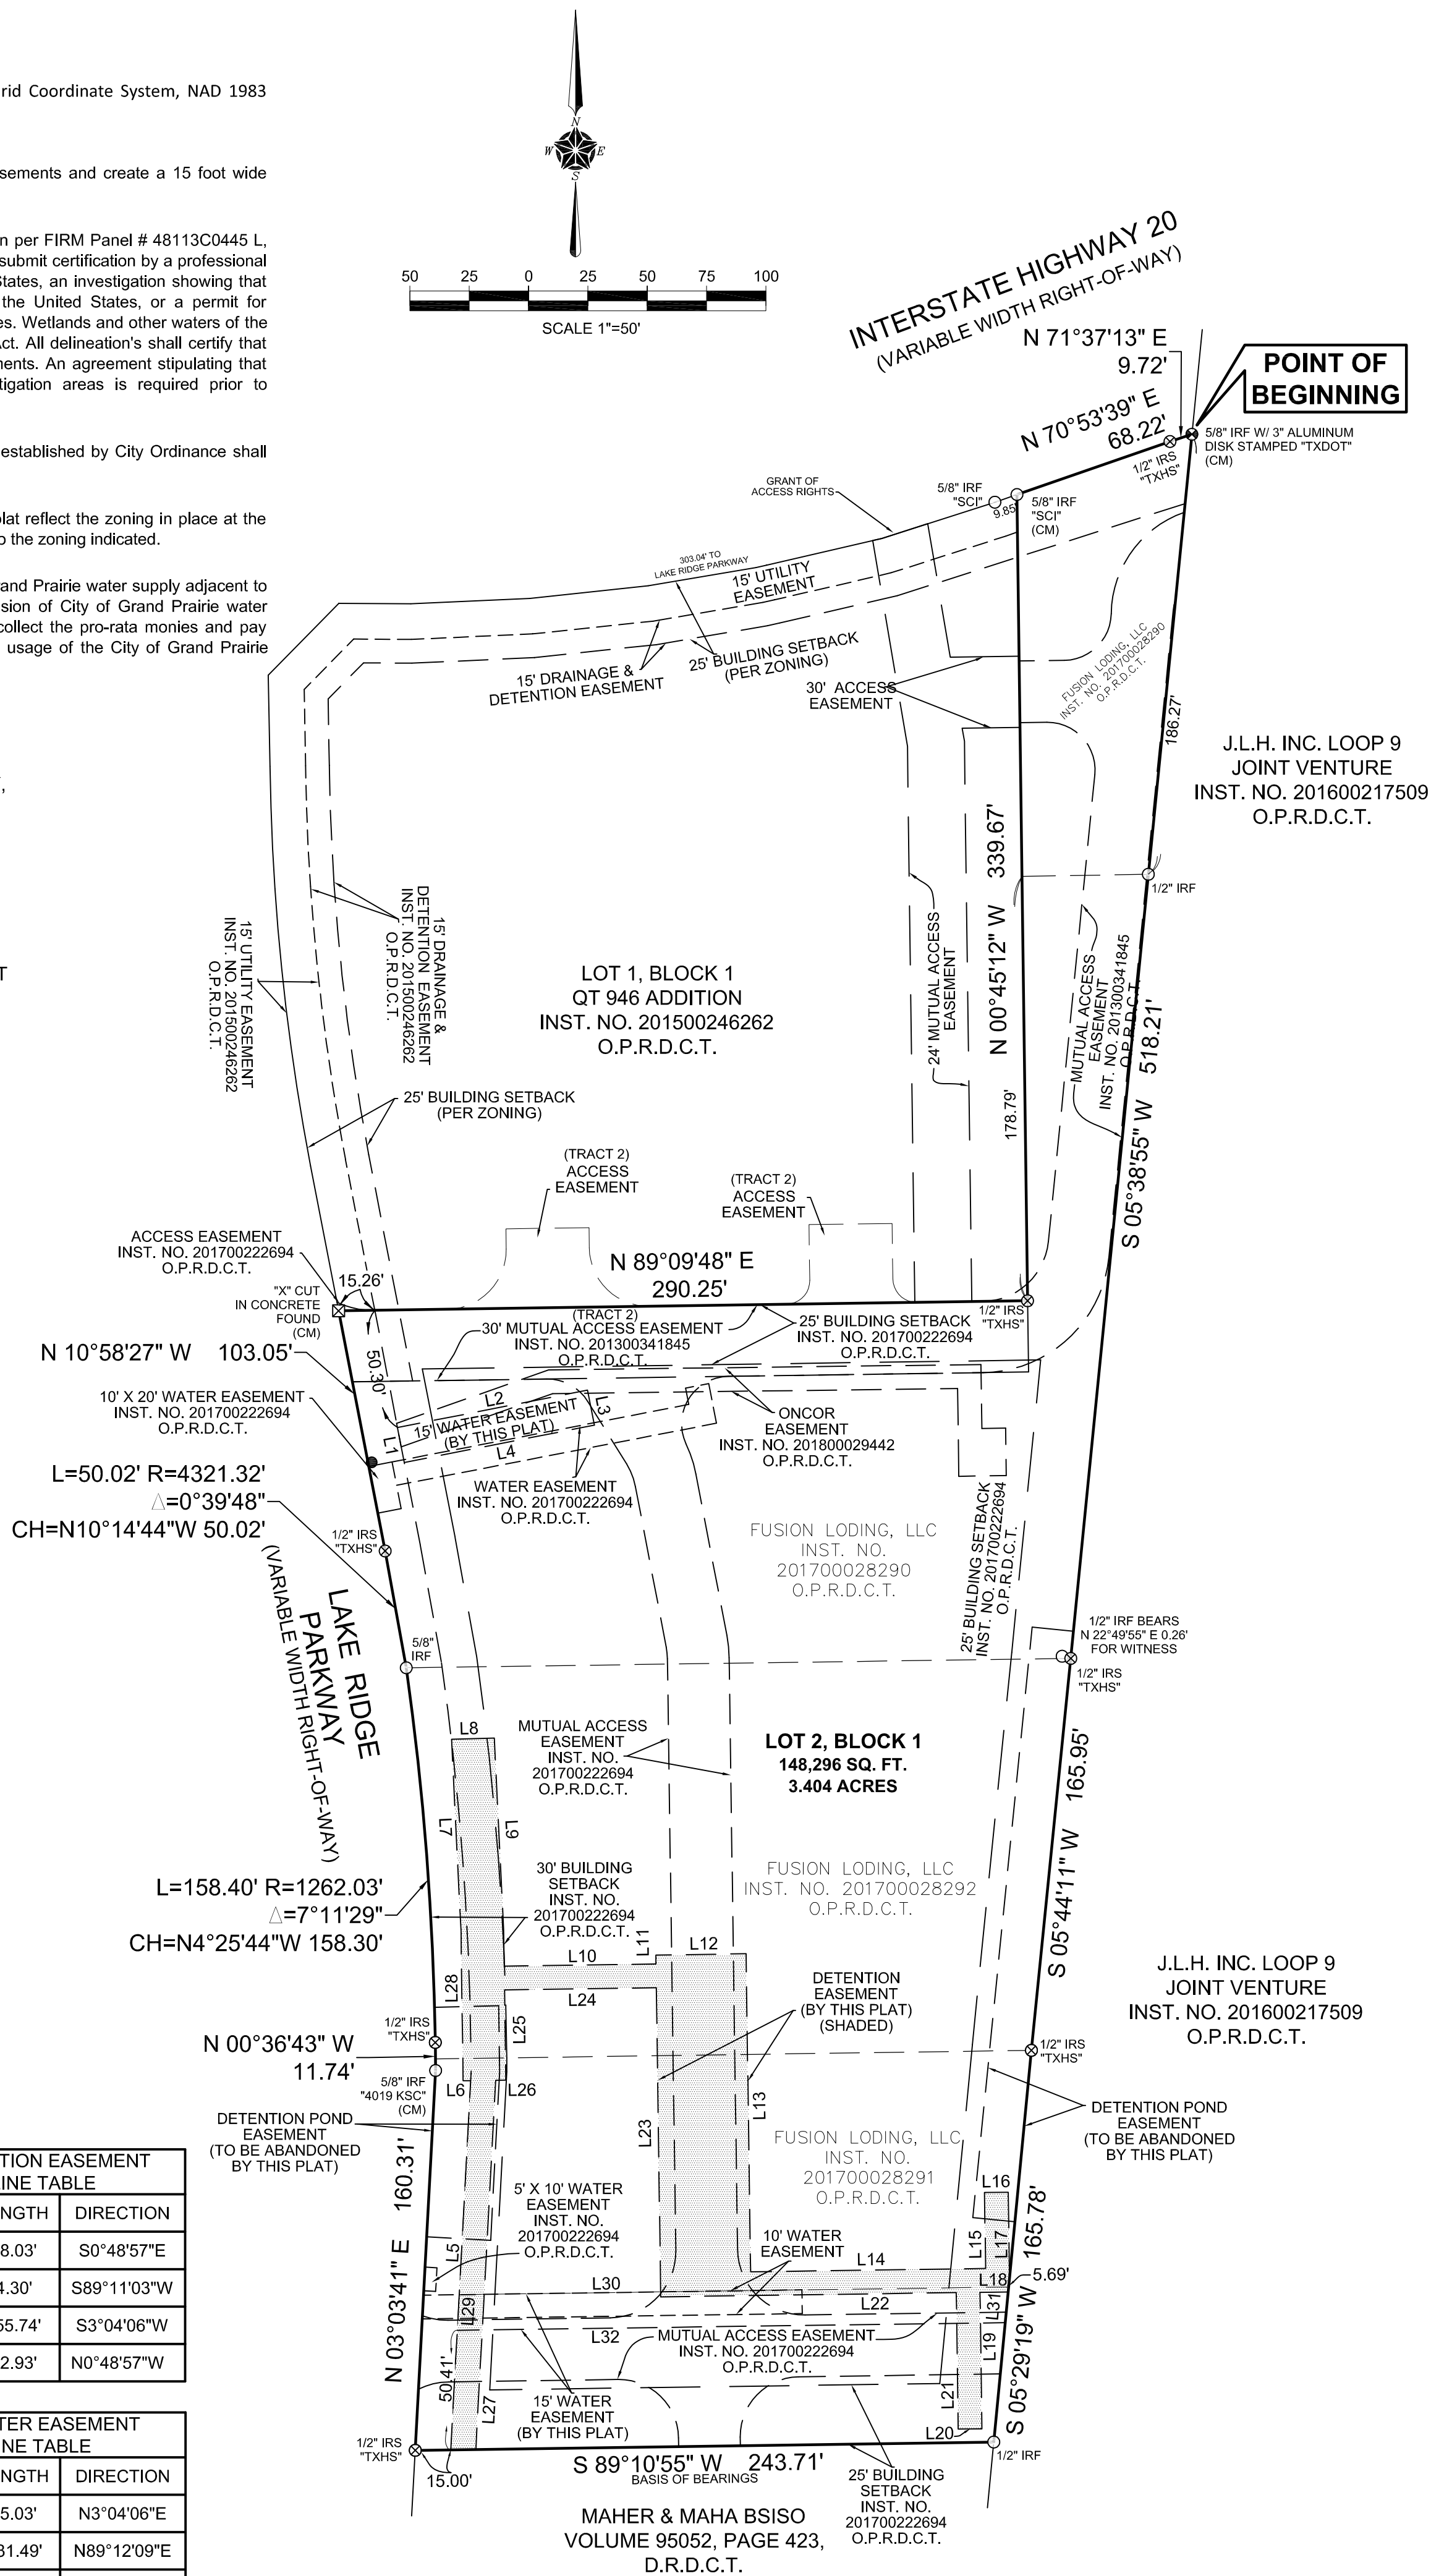 rid Coordinate System, NAD 1983
sements and create a 15 foot wide
n per FIRM Panel # 48113C0445 L,
submit certification by a professional
States, an investigation showing that
the United States, or a permit for
es. Wetlands and other waters of the
Act. All delineation's shall certify that
ments. An agreement stipulating that
tigation areas is required prior to
established by City Ordinance shall
plat reflect the zoning in place at the
o the zoning indicated.
rand Prairie water supply adjacent to
sion of City of Grand Prairie water
collect the pro-rata monies and pay
usage of the City of Grand Prairie
,
T
N
W
E
S
50 25 0 25 50 75 100
SCALE 1"=50'
INTERSTATE HIGHWAY 20
(VARIABLE WIDTH RIGHT-OF-WAY)
N 71°37'13" E
9.72'
POINT OF
BEGINNING
N 70°53'39" E
68.22'
1/2" IRS
"TXHS"
5/8" IRF W/ 3" ALUMINUM
DISK STAMPED "TXDOT"
(CM)
GRANT OF
ACCESS RIGHTS
5/8" IRF
"SCI"
9.85'
5/8" IRF
"SCI"
(CM)
303.04' TO
LAKE RIDGE PARKWAY
15' UTILITY
EASEMENT
15' DRAINAGE &
DETENTION EASEMENT
25' BUILDING SETBACK
(PER ZONING)
30' ACCESS
EASEMENT
FUSION LODING, LLC
INST. NO. 201700028290
O.P.R.D.C.T.
186.27'
J.L.H. INC. LOOP 9
JOINT VENTURE
INST. NO. 201600217509
O.P.R.D.C.T.
N 00°45'12" W 339.67'
1/2" IRF
15' UTILITY EASEMENT
INST. NO. 201500246262
O.P.R.D.C.T.
15' DRAINAGE &
DETENTION EASEMENT
INST. NO. 201500246262
O.P.R.D.C.T.
LOT 1, BLOCK 1
QT 946 ADDITION
INST. NO. 201500246262
O.P.R.D.C.T.
24' MUTUAL ACCESS
EASEMENT
178.79'
MUTUAL ACCESS
EASEMENT
INST. NO. 201300341845
O.P.R.D.C.T.
S 05°38'55" W 518.21'
25' BUILDING SETBACK
(PER ZONING)
(TRACT 2)
ACCESS
EASEMENT
(TRACT 2)
ACCESS
EASEMENT
ACCESS EASEMENT
INST. NO. 201700222694
O.P.R.D.C.T.
15.26'
"X" CUT
IN CONCRETE
FOUND
(CM)
N 89°09'48" E
290.25'
(TRACT 2)
30' MUTUAL ACCESS EASEMENT
INST. NO. 201300341845
O.P.R.D.C.T.
25' BUILDING SETBACK
INST. NO. 201700222694
O.P.R.D.C.T.
1/2" IRS
"TXHS"
N 10°58'27" W 103.05'
50.30'
10' X 20' WATER EASEMENT
INST. NO. 201700222694
O.P.R.D.C.T.
L1
L2
L3
15' WATER EASEMENT
(BY THIS PLAT)
L4
ONCOR
EASEMENT
INST. NO. 201800029442
O.P.R.D.C.T.
WATER EASEMENT
INST. NO. 201700222694
O.P.R.D.C.T.
L=50.02' R=4321.32'
△=0°39'48"
CH=N10°14'44"W 50.02'
1/2" IRS
"TXHS"
FUSION LODING, LLC
INST. NO.
201700028290
O.P.R.D.C.T.
25' BUILDING SETBACK
INST. NO. 201700222694
O.P.R.D.C.T.
LAKE RIDGE
PARKWAY
(VARIABLE WIDTH RIGHT-OF-WAY)
5/8"
IRF
1/2" IRF BEARS
N 22°49'55" E 0.26'
FOR WITNESS
1/2" IRS
"TXHS"
L8
MUTUAL ACCESS
EASEMENT
INST. NO.
201700222694
O.P.R.D.C.T.
LOT 2, BLOCK 1
148,296 SQ. FT.
3.404 ACRES
S 05°44'11" W 165.95'
L7
L9
L=158.40' R=1262.03'
△=7°11'29"
CH=N4°25'44"W 158.30'
30' BUILDING
SETBACK
INST. NO.
201700222694
O.P.R.D.C.T.
FUSION LODING, LLC
INST. NO. 201700028292
O.P.R.D.C.T.
L10
L11
L12
L28
L24
L25
DETENTION
EASEMENT
(BY THIS PLAT)
(SHADED)
J.L.H. INC. LOOP 9
JOINT VENTURE
INST. NO. 201600217509
O.P.R.D.C.T.
1/2" IRS
"TXHS"
N 00°36'43" W
11.74'
1/2" IRS
"TXHS"
5/8" IRF
"4019 KSC"
(CM)
L6
L26
DETENTION POND
EASEMENT
(TO BE ABANDONED
BY THIS PLAT)
L23
L13
DETENTION POND
EASEMENT
(TO BE ABANDONED
BY THIS PLAT)
FUSION LODING, LLC
INST. NO.
201700028291
O.P.R.D.C.T.
N 03°03'41" E 160.31'
5' X 10' WATER
EASEMENT
INST. NO.
201700222694
O.P.R.D.C.T.
L5
L16
10' WATER
EASEMENT
L14
L15
L17
L18
5.69'
L30
L29
L22
L31
L32
L19
MUTUAL ACCESS EASEMENT
INST. NO. 201700222694
O.P.R.D.C.T.
S 05°29'19" W 165.78'
50.41'
L27
15' WATER
EASEMENT
(BY THIS PLAT)
L21
L20
1/2" IRS
"TXHS"
15.00'
S 89°10'55" W 243.71'
BASIS OF BEARINGS
1/2" IRF
25' BUILDING
SETBACK
INST. NO.
201700222694
O.P.R.D.C.T.
MAHER & MAHA BSISO
VOLUME 95052, PAGE 423,
D.R.D.C.T.
TION EASEMENT
INE TABLE
NGTH DIRECTION
8.03' S0°48'57"E
4.30' S89°11'03"W
55.74' S3°04'06"W
2.93' N0°48'57"W
TER EASEMENT
NE TABLE
NGTH DIRECTION
5.03' N3°04'06"E
31.49' N89°12'09"E